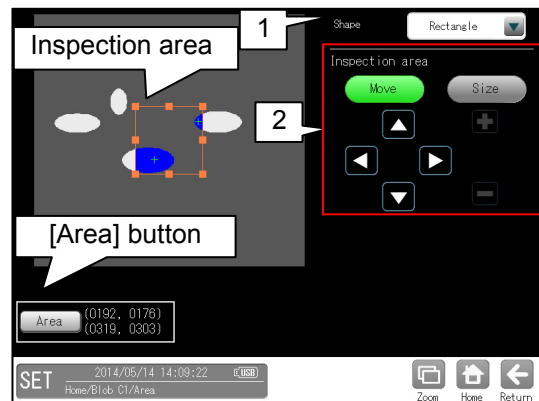 1
Shape
Rectangle
Inspection area
Inspection area
Move
Size
2
[Area] button
Area
(0192, 0176)
(0319, 0303)
SET
2014/05/14 14:09:22
USB
Home/Blob C1/Area
Zoom
Home
Return